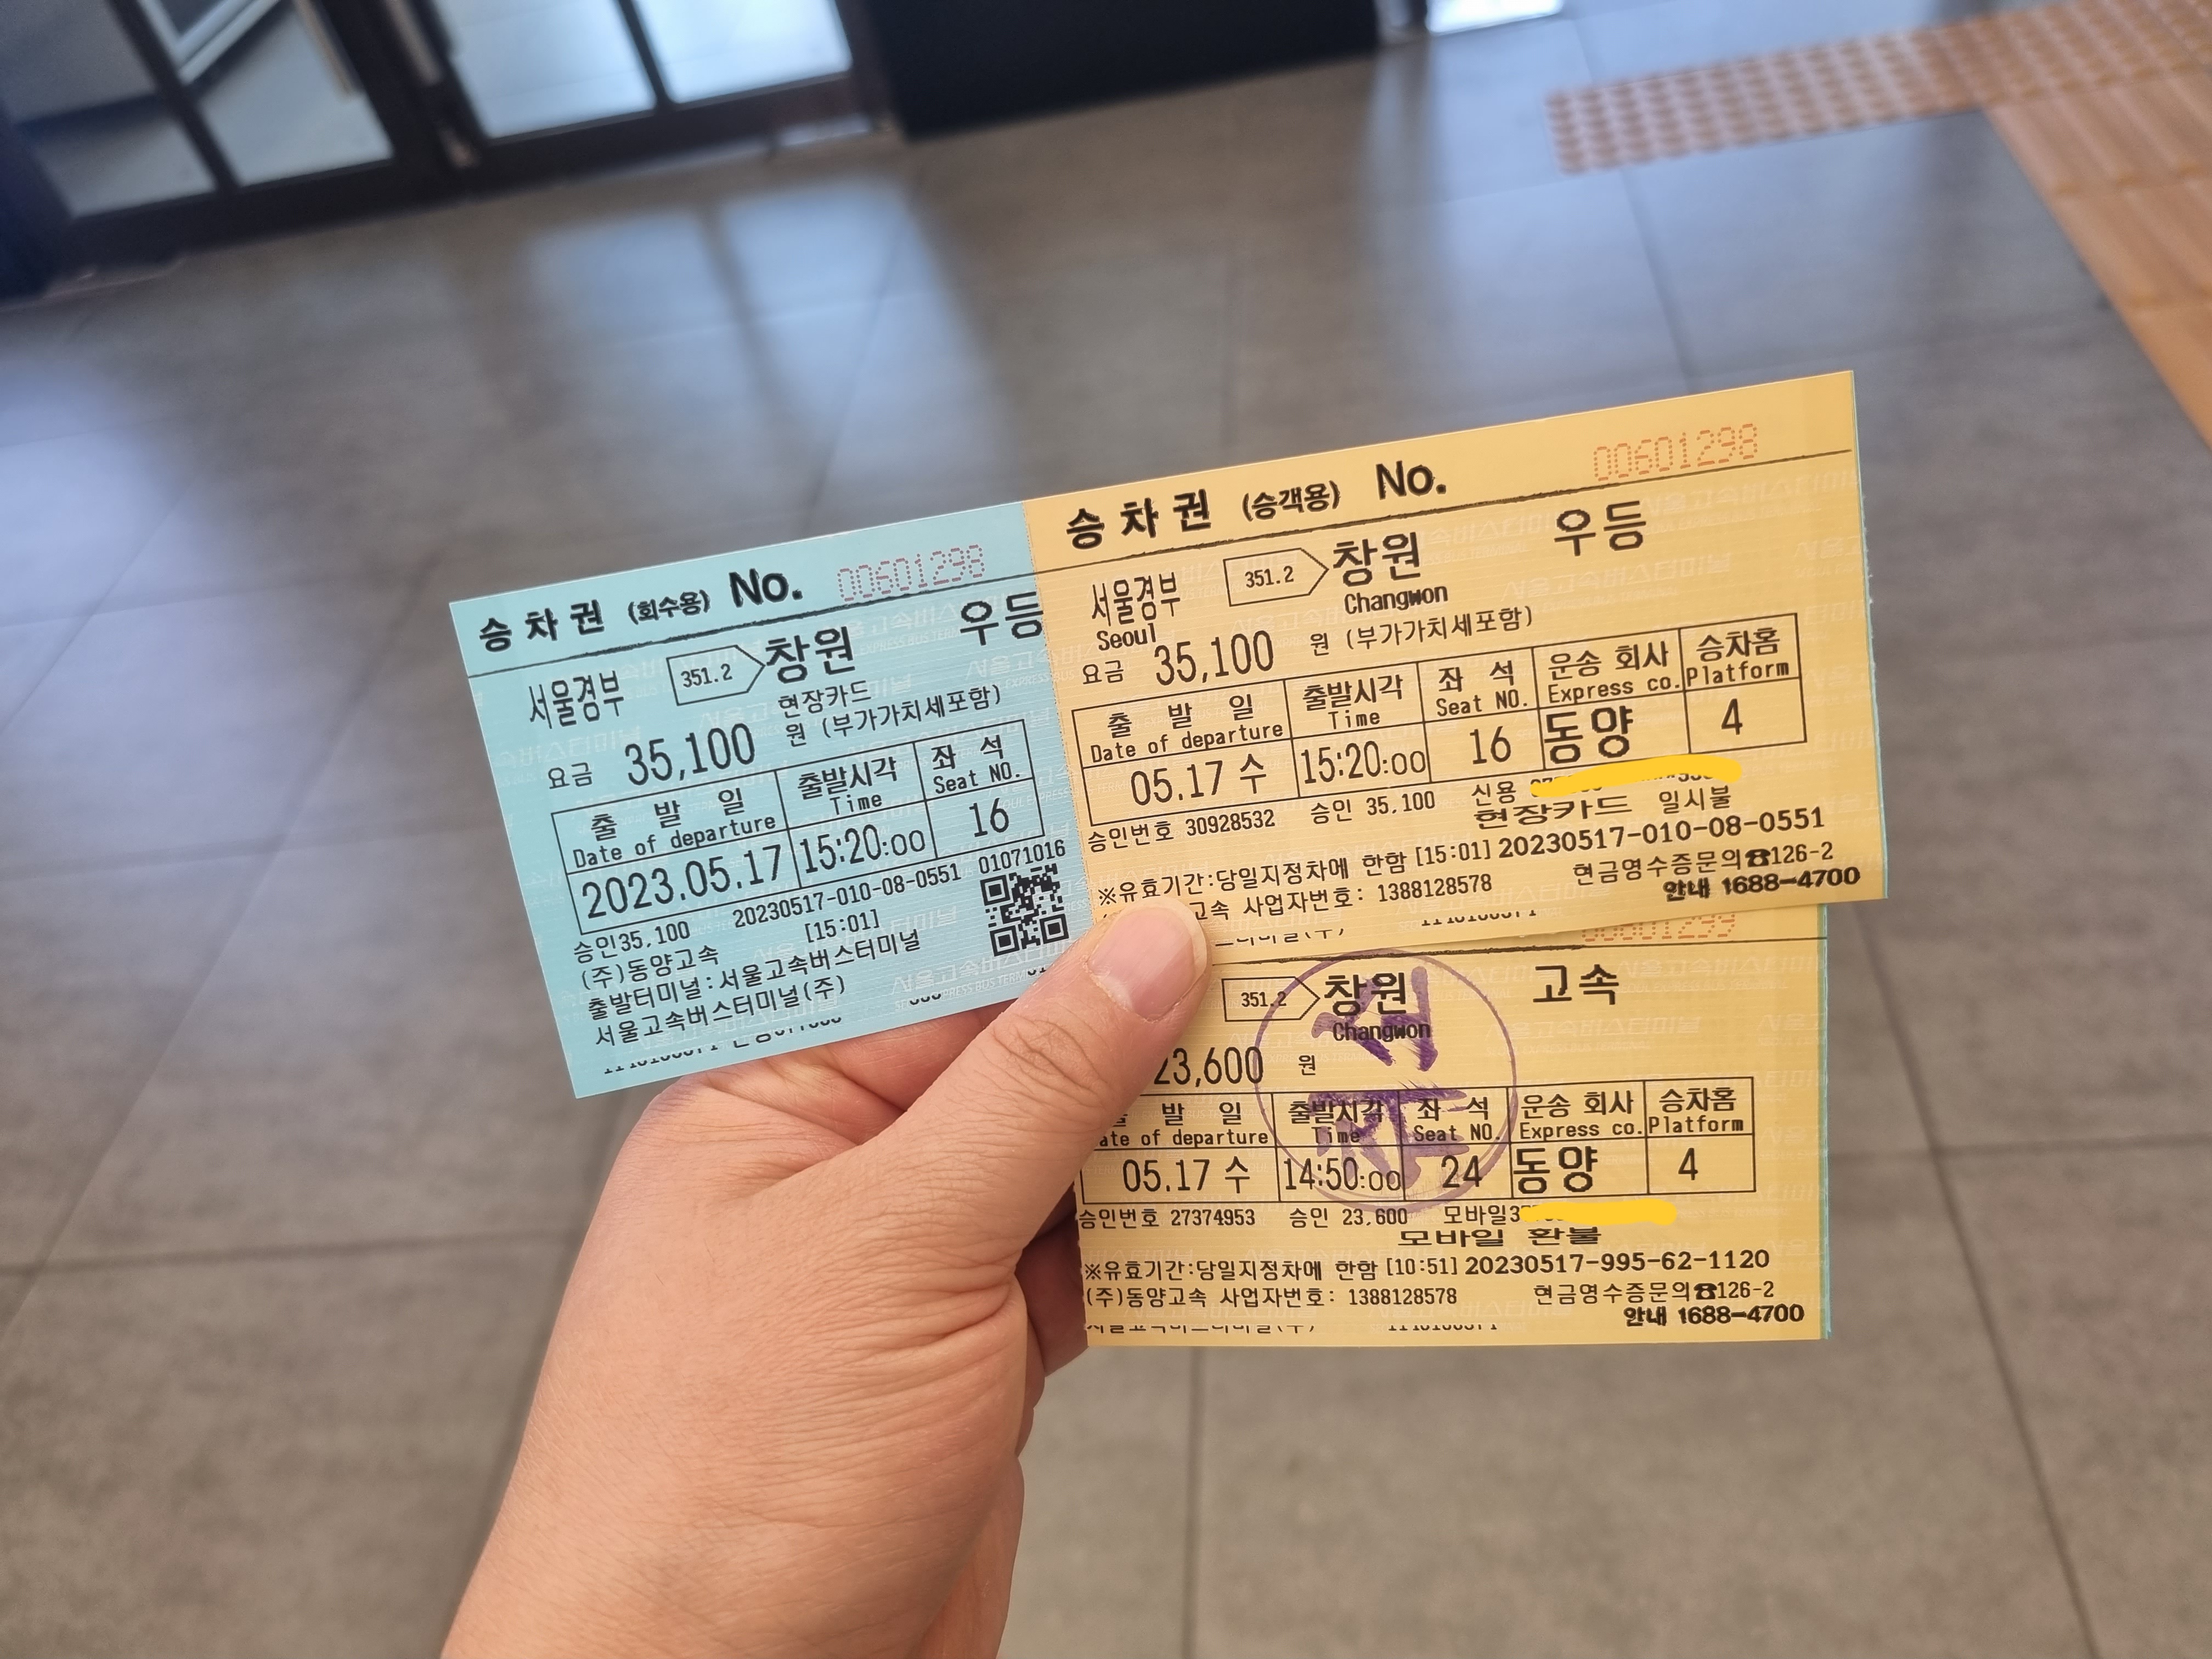 승차권 (회수용) No. 00601298
우등
서울경부 351.2 창원
현장카드
요금 35,100 원 (부가가치세포함)
출 발 일 출발시각 좌 석
Date of departure Time Seat NO.
2023.05.17 15:20:00 16
승인35,100 20230517-010-08-0551 01071016
(주)동양고속 [15:01]
출발터미널:서울고속버스터미널
서울고속버스터미널(주)
승차권 (승객용) No. 00601298
서울경부 351.2 창원 우등
Seoul Changwon
요금 35,100 원 (부가가치세포함)
출 발 일 출발시각 좌 석 운송 회사 승차홈
Date of departure Time Seat NO. Express co. Platform
05.17 수 15:20:00 16 동양 4
승인번호 30928532 승인 35,100 신용
현장카드 일시불
※유효기간:당일지정차에 한함 [15:01] 20230517-010-08-0551
고속 사업자번호: 1388128578 현금영수증문의☎126-2
안내 1688-4700
00601299
351.2 창원 고속
Changwon
23,600 원
발 일 출발시각 좌 석 운송 회사 승차홈
ate of departure Time Seat NO. Express co. Platform
05.17 수 14:50:00 24 동양 4
승인번호 27374953 승인 23,600 모바일
모바일 환불
※유효기간:당일지정차에 한함 [10:51] 20230517-995-62-1120
(주)동양고속 사업자번호: 1388128578 현금영수증문의☎126-2
안내 1688-4700